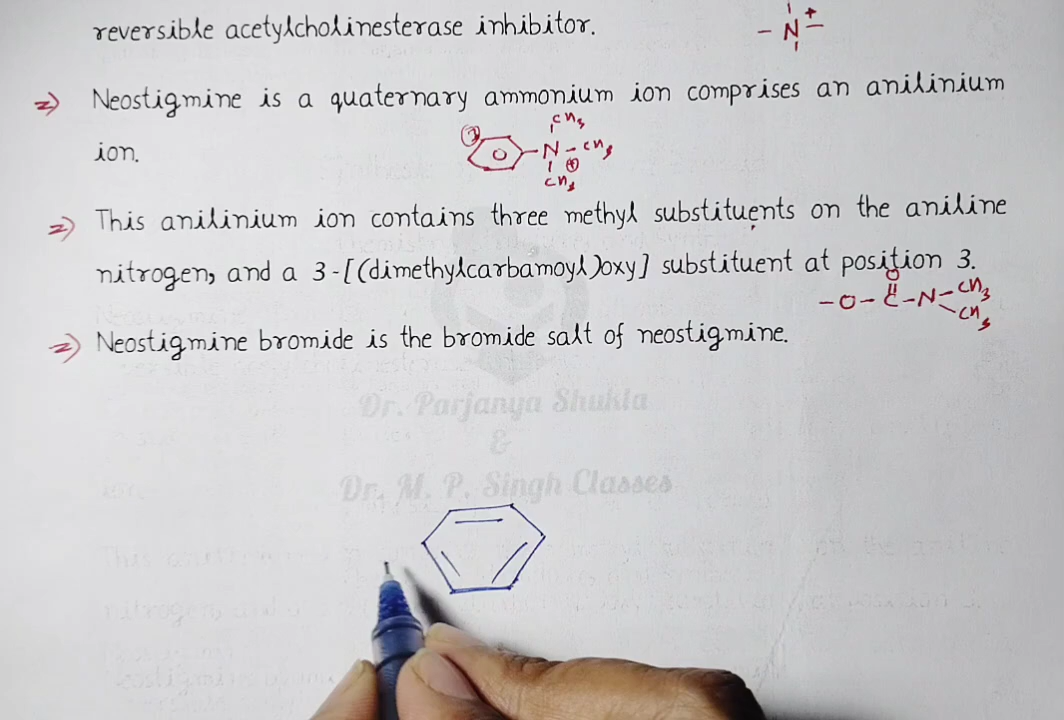 reversible acetylcholinesterase inhibitor.
- N + -
=> Neostigmine is a quaternary ammonium ion comprises an anilinium
ion.
CH3
N - CH3
CH3
=> This anilinium ion contains three methyl substituents on the aniline
nitrogen, and a 3-[(dimethylcarbamoyl)oxy] substituent at position 3.
O
-O-C-N-CH3
CH3
=> Neostigmine bromide is the bromide salt of neostigmine.
Dr. Parjanya Shukla
&
Dr. M. P. Singh Classes